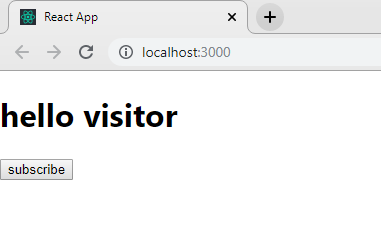 React App
localhost:3000
hello visitor
subscribe